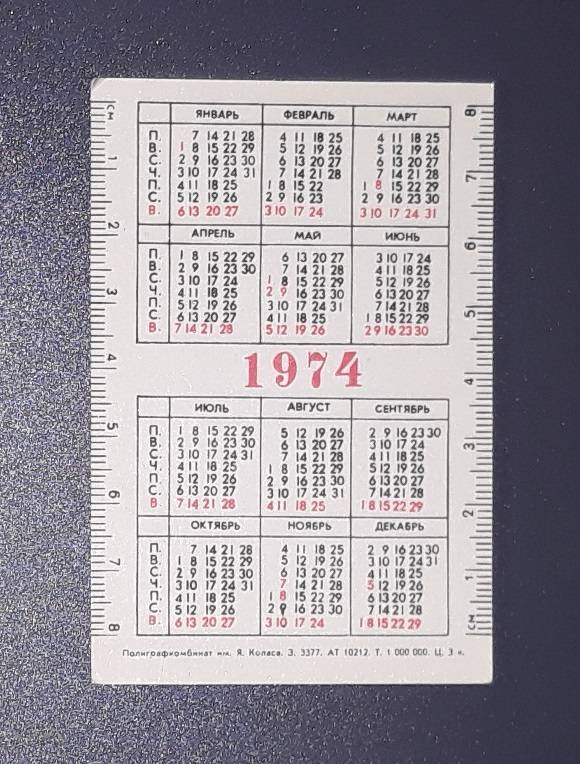 ЯНВАРЬ ФЕВРАЛЬ МАРТ
П. 7 14 21 28 4 11 18 25 4 11 18 25
В. 1 8 15 22 29 5 12 19 26 5 12 19 26
С. 2 9 16 23 30 6 13 20 27 6 13 20 27
Ч. 3 10 17 24 31 7 14 21 28 7 14 21 28
П. 4 11 18 25 1 8 15 22 1 8 15 22 29
С. 5 12 19 26 2 9 16 23 2 9 16 23 30
В. 6 13 20 27 3 10 17 24 3 10 17 24 31
АПРЕЛЬ МАЙ ИЮНЬ
П. 1 8 15 22 29 6 13 20 27 3 10 17 24
В. 2 9 16 23 30 7 14 21 28 4 11 18 25
С. 3 10 17 24 1 8 15 22 29 5 12 19 26
Ч. 4 11 18 25 2 9 16 23 30 6 13 20 27
П. 5 12 19 26 3 10 17 24 31 7 14 21 28
С. 6 13 20 27 4 11 18 25 1 8 15 22 29
В. 7 14 21 28 5 12 19 26 2 9 16 23 30
1974
ИЮЛЬ АВГУСТ СЕНТЯБРЬ
П. 1 8 15 22 29 5 12 19 26 2 9 16 23 30
В. 2 9 16 23 30 6 13 20 27 3 10 17 24
С. 3 10 17 24 31 7 14 21 28 4 11 18 25
Ч. 4 11 18 25 1 8 15 22 29 5 12 19 26
П. 5 12 19 26 2 9 16 23 30 6 13 20 27
С. 6 13 20 27 3 10 17 24 31 7 14 21 28
В. 7 14 21 28 4 11 18 25 1 8 15 22 29
ОКТЯБРЬ НОЯБРЬ ДЕКАБРЬ
П. 7 14 21 28 4 11 18 25 2 9 16 23 30
В. 1 8 15 22 29 5 12 19 26 3 10 17 24 31
С. 2 9 16 23 30 6 13 20 27 4 11 18 25
Ч. 3 10 17 24 31 7 14 21 28 5 12 19 26
П. 4 11 18 25 1 8 15 22 29 6 13 20 27
С. 5 12 19 26 2 9 16 23 30 7 14 21 28
В. 6 13 20 27 3 10 17 24 1 8 15 22 29
Полиграфкомбинат им. Я. Коласа. З. 3377. АТ 10212. Т. 1 000 000. Ц. 3 к.
см 1 2 3 4 5 6 7 8
см 1 2 3 4 5 6 7 8